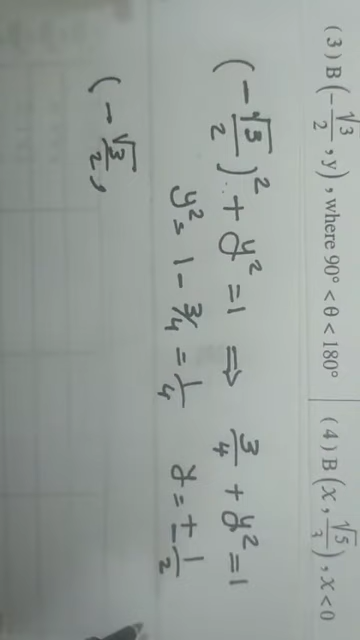 (3) B(-√3/2, y), where 90° < θ < 180°
(4) B(x, √5/3), x < 0
(-√3/2)² + y² = 1 ⇒ 3/4 + y² = 1
y² = 1 - 3/4 = 1/4 y = ± 1/2
(-√3/2,